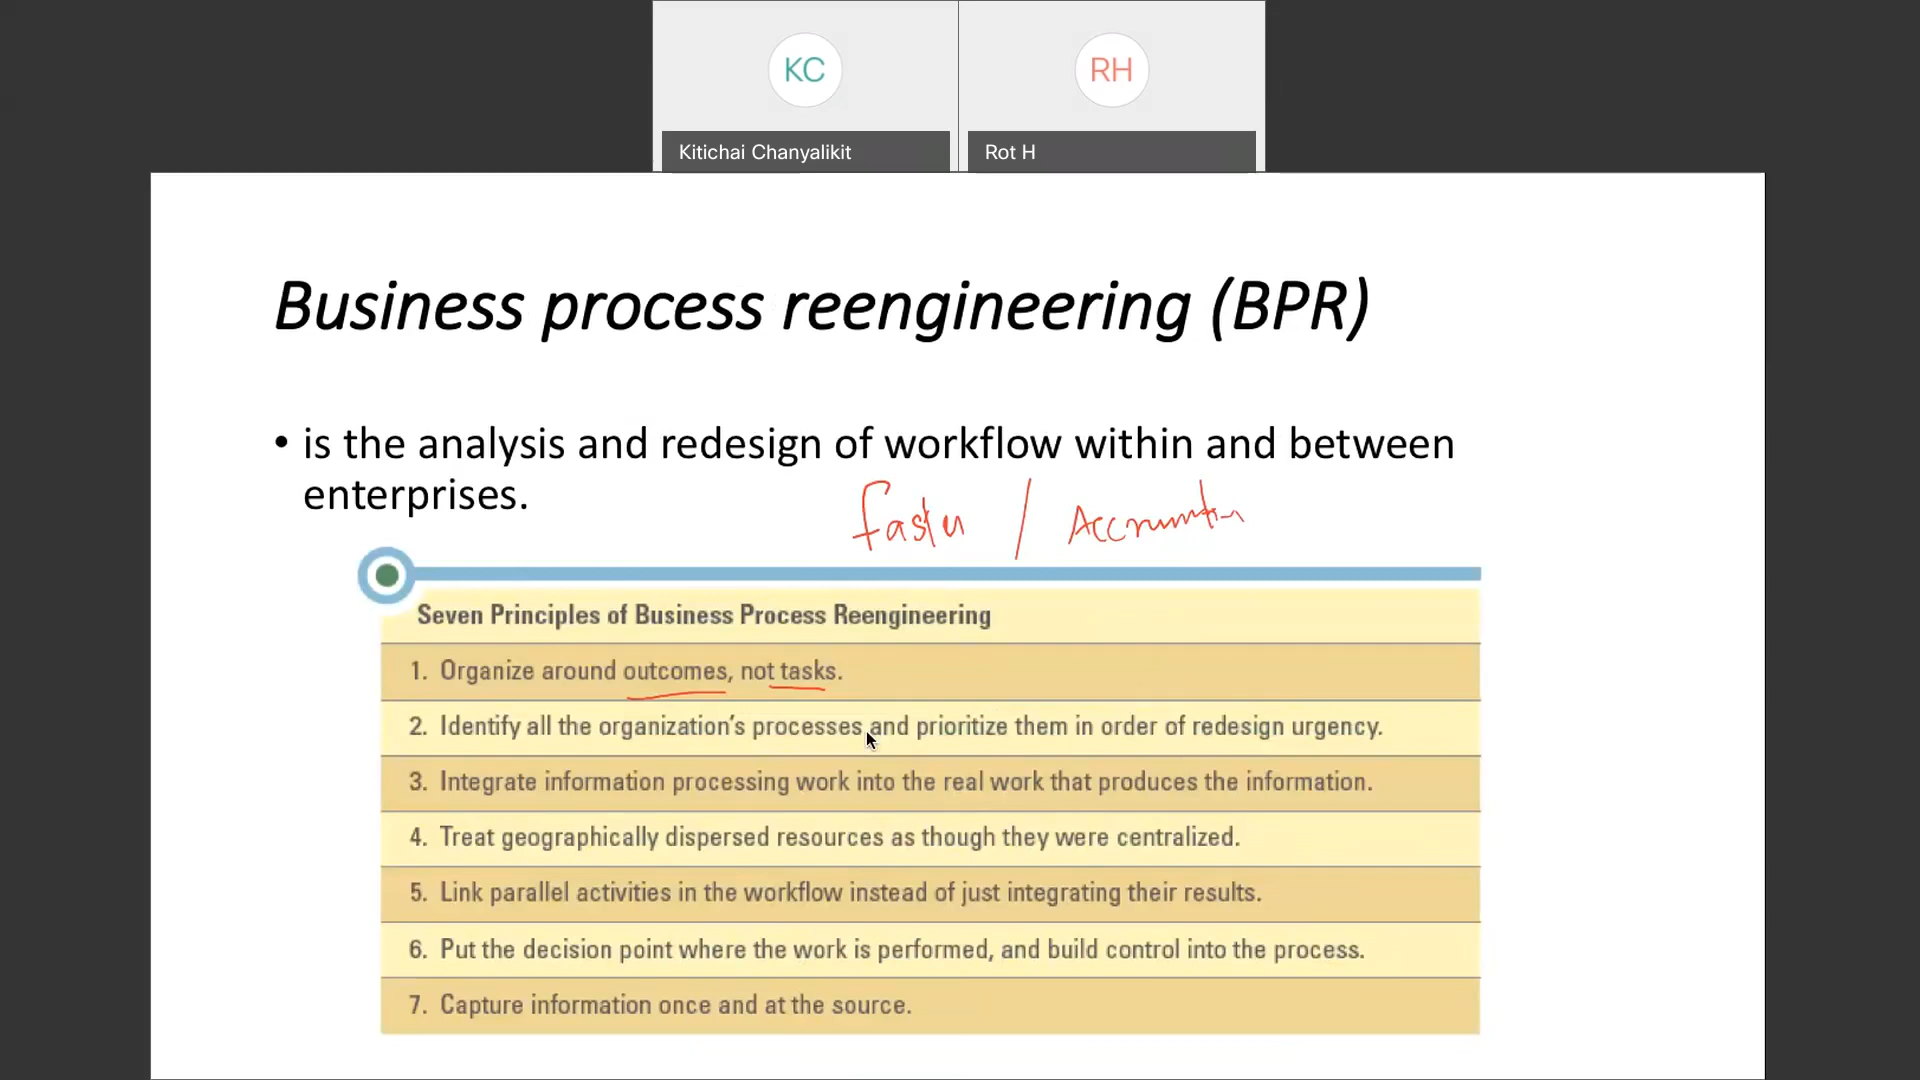 KC
RH
Kitichai Chanyalikit
Rot H
Business process reengineering (BPR)
• is the analysis and redesign of workflow within and between
enterprises.
faster /
Seven Principles of Business Process Reengineering
1. Organize around outcomes, not tasks.
2. Identify all the organization's processes and prioritize them in order of redesign urgency.
3. Integrate information processing work into the real work that produces the information.
4. Treat geographically dispersed resources as though they were centralized.
5. Link parallel activities in the workflow instead of just integrating their results.
6. Put the decision point where the work is performed, and build control into the process.
7. Capture information once and at the source.